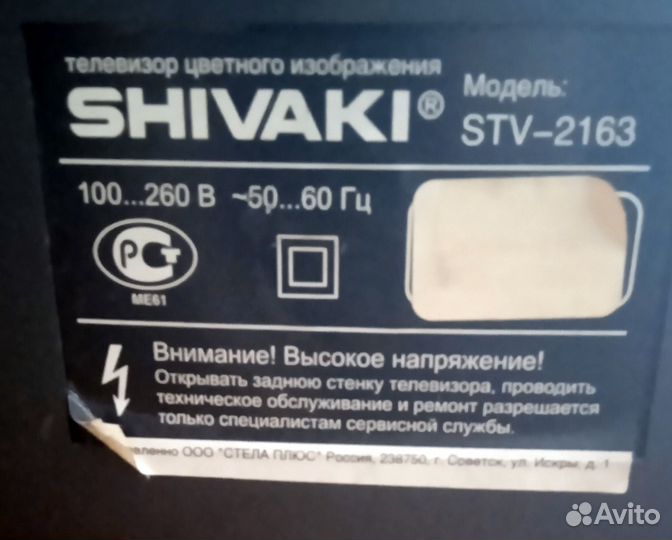 телевизор цветного изображения
SHIVAKI®
Модель:
STV-2163
100...260 В ~50...60 Гц
РСТ
МЕ61
Внимание! Высокое напряжение!
Открывать заднюю стенку телевизора, проводить
техническое обслуживание и ремонт разрешается
только специалистам сервисной службы.
ООО "СТЕЛА ПЛЮС" Россия, 238750, г. Советск, ул. Искры, д. 1
Avito